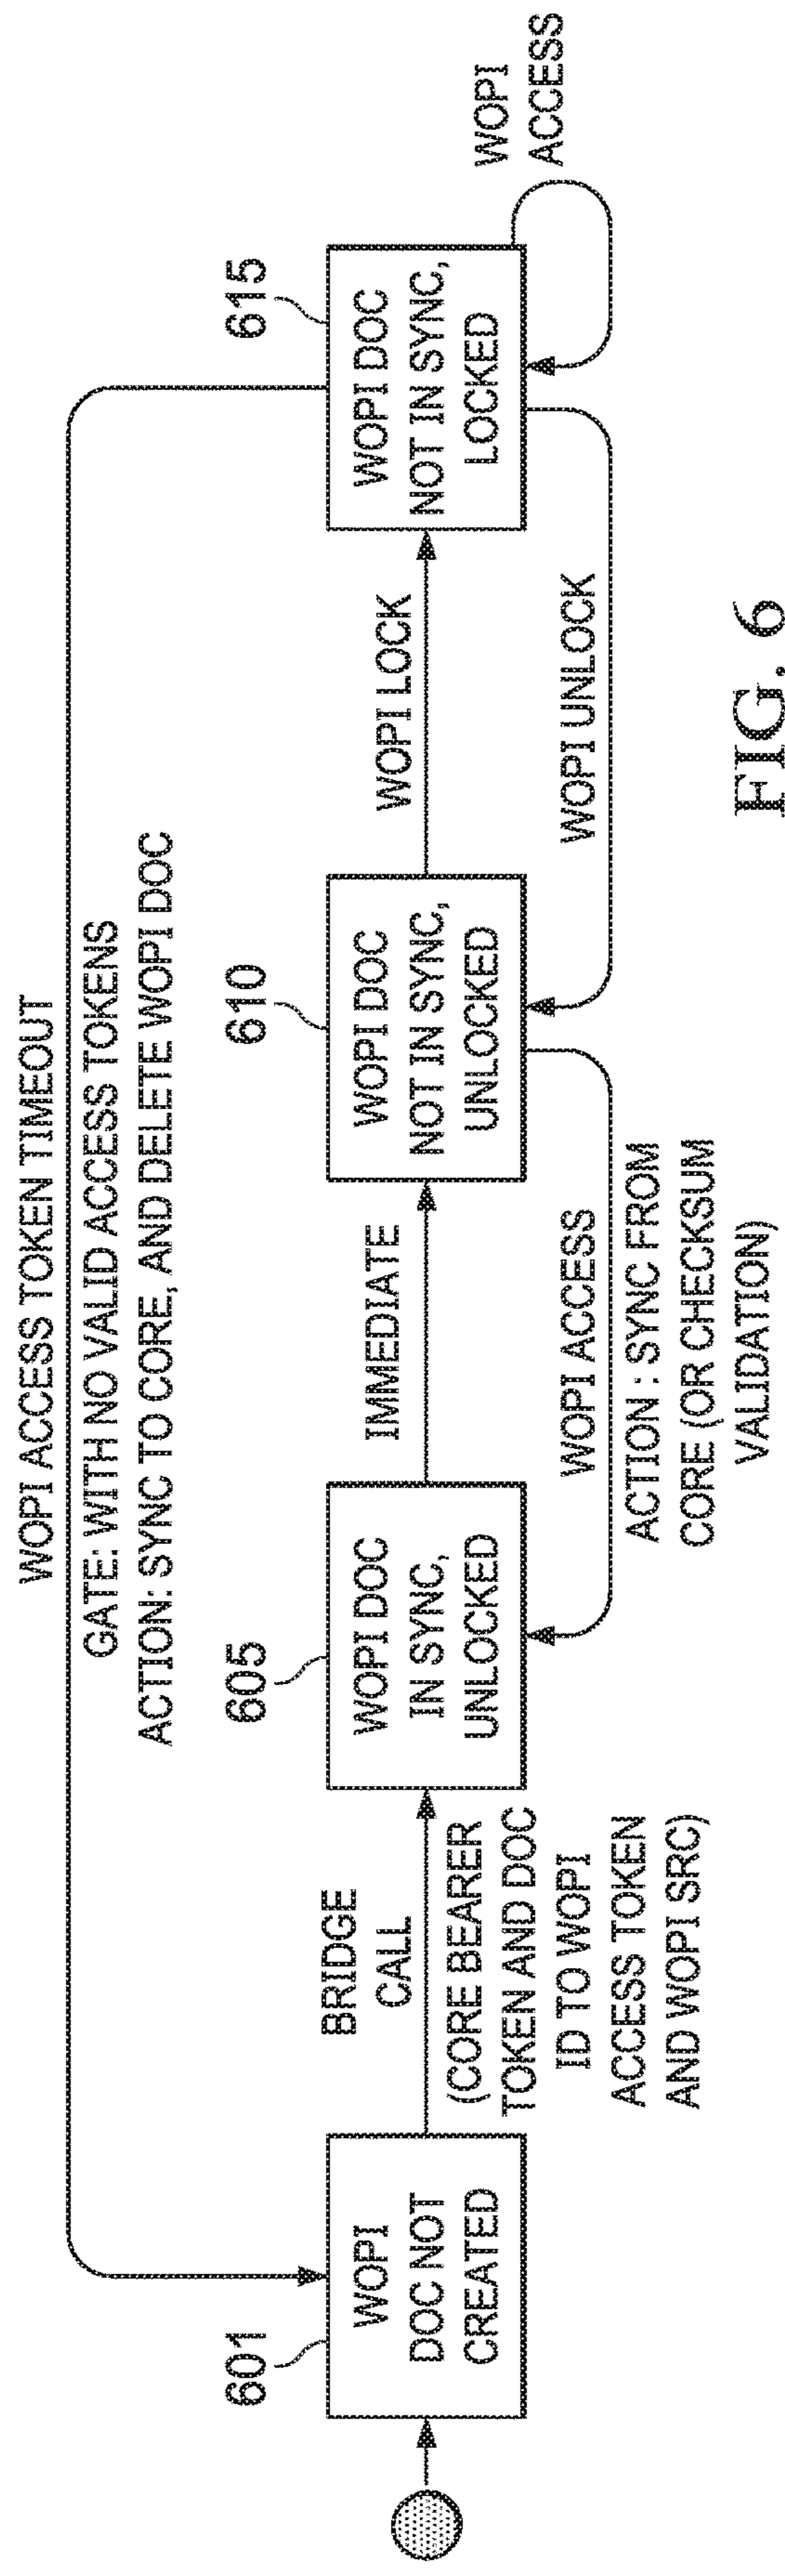 WOPI ACCESS TOKEN TIMEOUT
GATE: WITH NO VALID ACCESS TOKENS
ACTION: SYNC TO CORE, AND DELETE WOPI DOC
601
WOPI
DOC NOT
CREATED
BRIDGE
CALL
(CORE BEARER
TOKEN AND DOC
ID TO WOPI
ACCESS TOKEN
AND WOPI SRC)
605
WOPI DOC
IN SYNC,
UNLOCKED
IMMEDIATE
WOPI ACCESS
ACTION : SYNC FROM
CORE (OR CHECKSUM
VALIDATION)
610
WOPI DOC
NOT IN SYNC,
UNLOCKED
WOPI LOCK
WOPI UNLOCK
615
WOPI DOC
NOT IN SYNC,
LOCKED
WOPI
ACCESS
FIG. 6